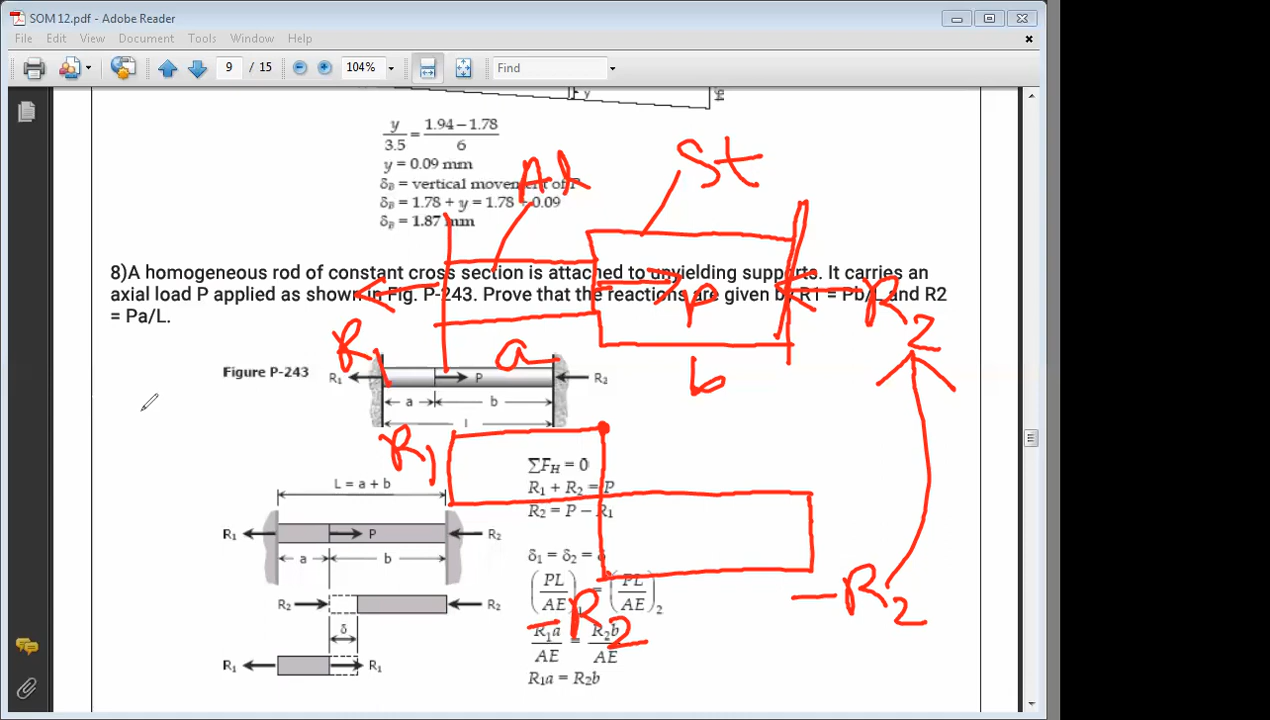 SOM 12.pdf - Adobe Reader
File Edit View Document Tools Window Help
9 / 15 104% Find
y
y/3.5 = 1.94 − 1.78/6
y = 0.09 mm
δB = vertical movement of P
δB = 1.78 + y = 1.78 + 0.09
δB = 1.87 mm
St
8)A homogeneous rod of constant cross section is attached to unyielding supports. It carries an
axial load P applied as shown in Fig. P-243. Prove that the reactions are given by R1 = Pb/L and R2
= Pa/L.
P
R2
R1
a
b
Figure P-243
R1 P R2
a b
L
R1
ΣFH = 0
R1 + R2 = P
R2 = P − R1
L = a + b
R1 P R2
a b
δ1 = δ2 = δ
(PL/AE)1 = (PL/AE)2
R2 R2
−R2
−R2
δ
R1a/AE = R2b/AE
R1 R1
R1a = R2b